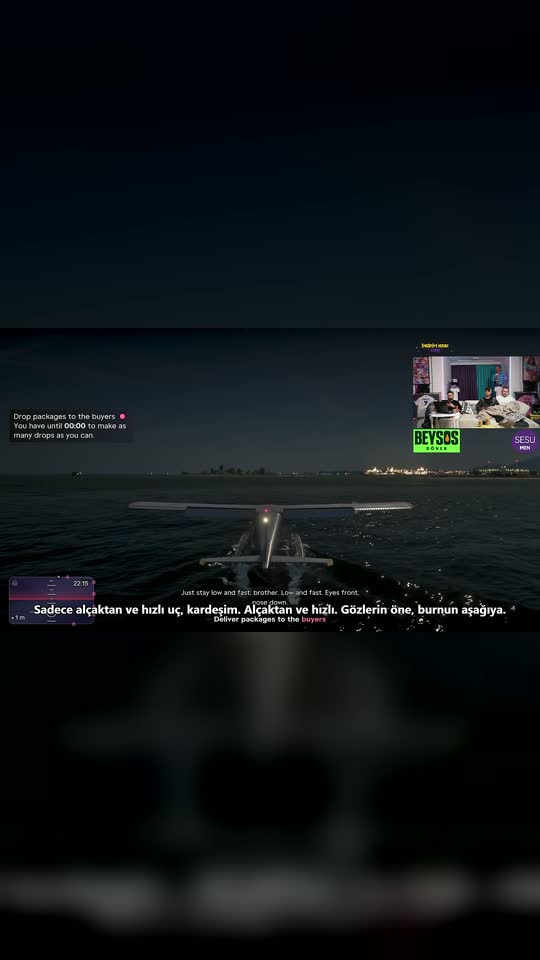 Drop packages to the buyers
You have until 00:00 to make as
many drops as you can.
BEYSOS
DÖNER
SESU
MEN
22:15
1 m
Just stay low and fast, brother. Low and fast. Eyes front,
nose down.
Sadece alçaktan ve hızlı uç, kardeşim. Alçaktan ve hızlı. Gözlerin öne, burnun aşağıya.
Deliver packages to the buyers